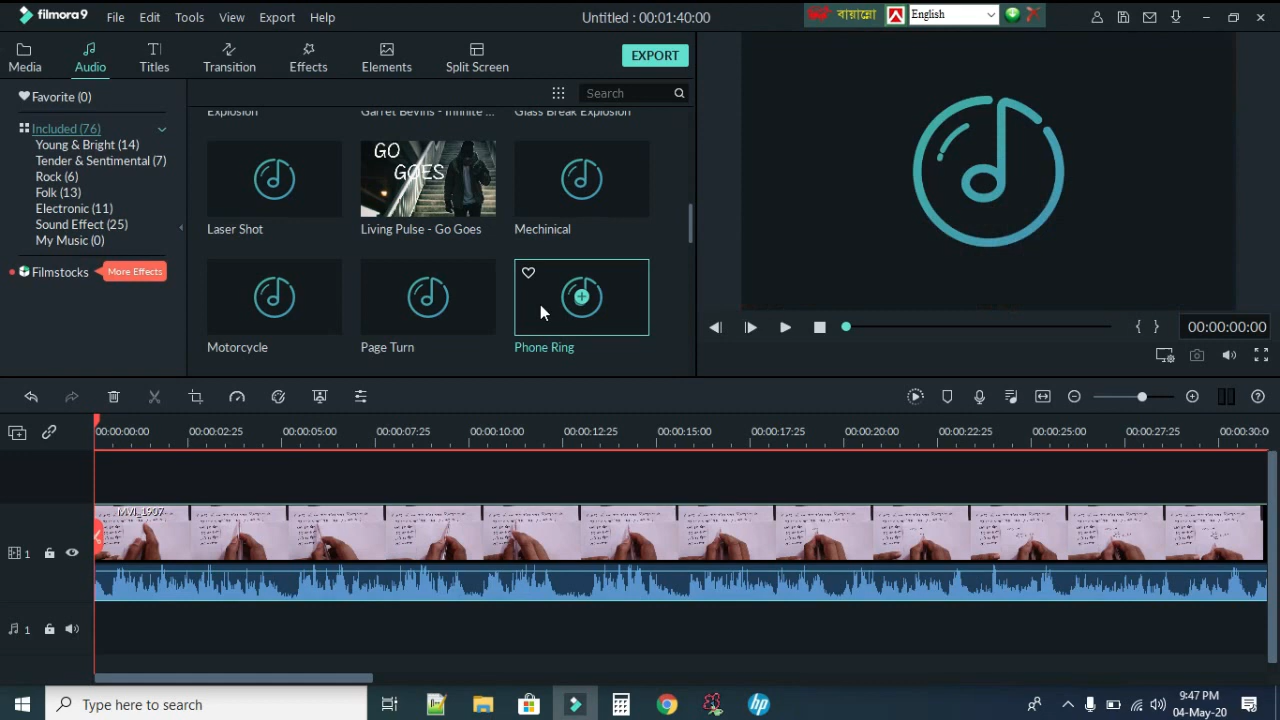 filmora9 File Edit Tools View Export Help Untitled : 00:01:40:00 বায়ান্নো English
Media Audio Titles Transition Effects Elements Split Screen EXPORT
Favorite (0)
Search
Included (76)
Young & Bright (14)
Tender & Sentimental (7)
Rock (6)
Folk (13)
Electronic (11)
Sound Effect (25)
My Music (0)
Filmstocks More Effects
Explosion Garret Bevins - Infinite ... Glass Break Explosion
GO
GOES
Laser Shot Living Pulse - Go Goes Mechinical
Motorcycle Page Turn Phone Ring
{ } 00:00:00:00
00:00:00:00 00:00:02:25 00:00:05:00 00:00:07:25 00:00:10:00 00:00:12:25 00:00:15:00 00:00:17:25 00:00:20:00 00:00:22:25 00:00:25:00 00:00:27:25 00:00:30:0
MVI_1907
1
1
Type here to search
hp
9:47 PM
04-May-20